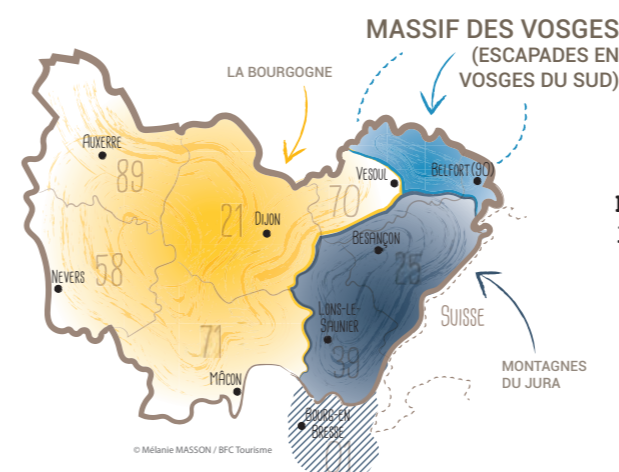 MASSIF DES VOSGES
(ESCAPADES EN
VOSGES DU SUD)
LA BOURGOGNE
AUXERRE
89
VESOUL
BELFORT (90)
70
21
DIJON
BESANÇON
25
58
NEVERS
LONS-LE-
SAUNIER
39
SUISSE
71
MÂCON
MONTAGNES
DU JURA
BOURG-EN
BRESSE
01
© Mélanie MASSON / BFC Tourisme